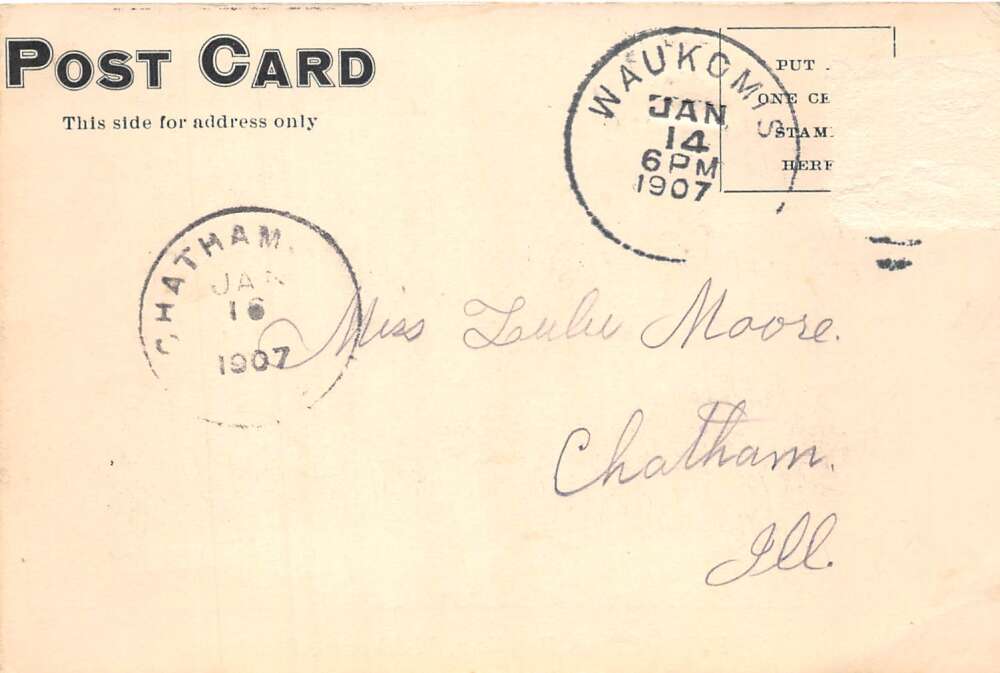 POST CARD
This side for address only
WAUKOMIS
JAN
14
6 PM
1907
PUT
ONE CE
STAM
HERE
CHATHAM.
JAN
16
1907
Miss Lulu Moore.
Chatham.
Ill.